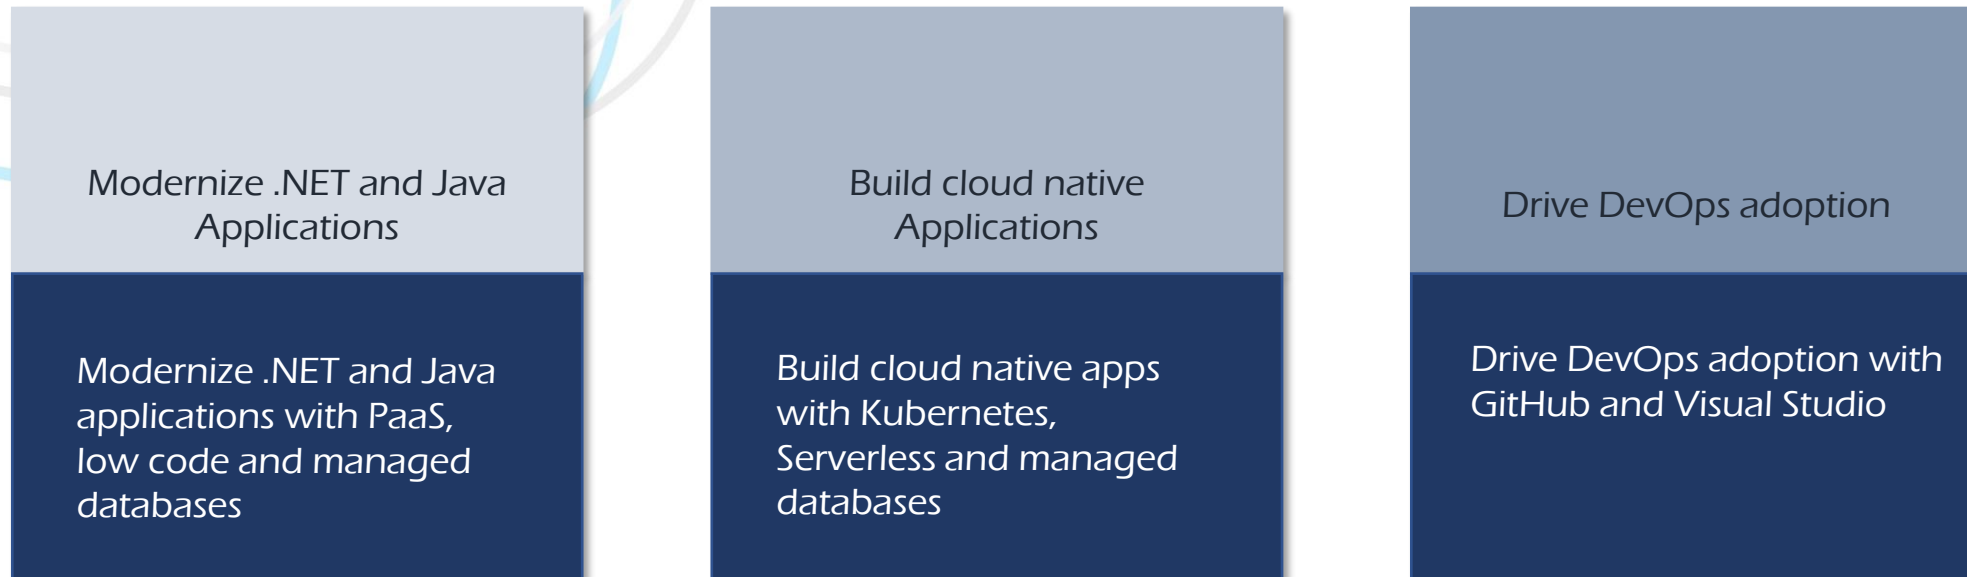 Modernize .NET and Java
Applications
Modernize .NET and Java
applications with PaaS,
low code and managed
databases
Build cloud native
Applications
Build cloud native apps
with Kubernetes,
Serverless and managed
databases
Drive DevOps adoption
Drive DevOps adoption with
GitHub and Visual Studio